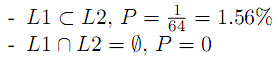 - L1 ⊂ L2, P = 1/64 = 1.56%
- L1 ∩ L2 = ∅, P = 0